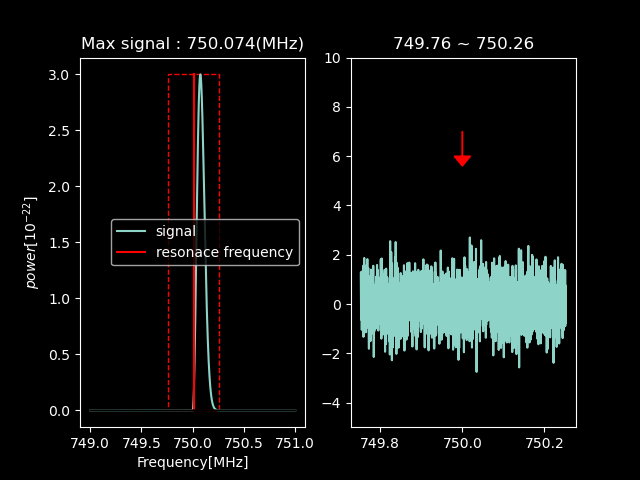 Max signal : 750.074(MHz)
3.0
2.5
2.0
1.5
1.0
0.5
0.0
power[10⁻²²]
signal
resonace frequency
749.0 749.5 750.0 750.5 751.0
Frequency[MHz]
749.76 ~ 750.26
10
8
6
4
2
0
−2
−4
749.8 750.0 750.2